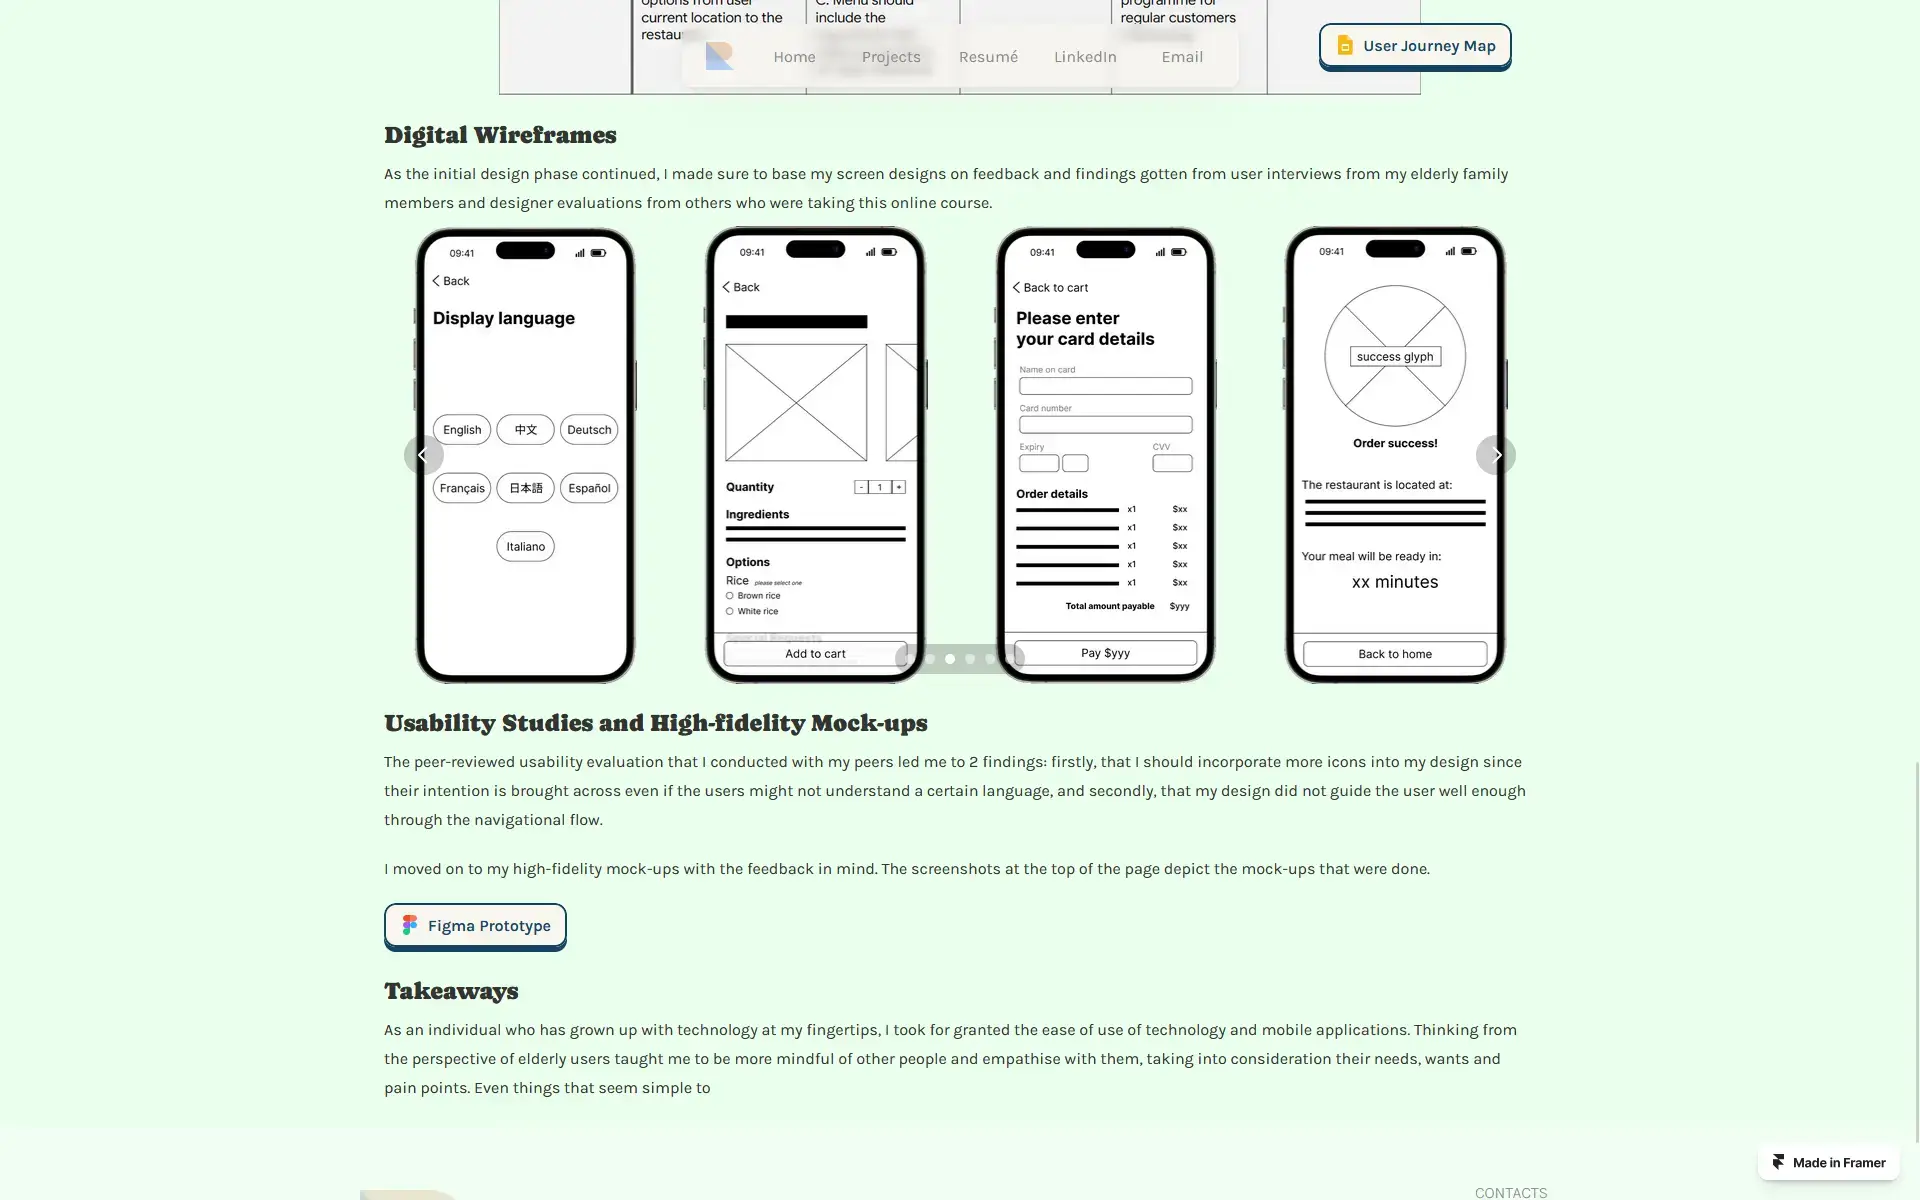 options from user
current location to the
restau
C. Menu should
include the
programme for
regular customers
Home
Projects
Resumé
LinkedIn
Email
User Journey Map
Digital Wireframes
As the initial design phase continued, I made sure to base my screen designs on feedback and findings gotten from user interviews from my elderly family
members and designer evaluations from others who were taking this online course.
09:41
Back
Display language
English
中文
Deutsch
Français
日本語
Español
Italiano
09:41
Back
Quantity
- 1 +
Ingredients
Options
Rice please select one
Brown rice
White rice
Special Requests
Add to cart
09:41
Back to cart
Please enter
your card details
Name on card
Card number
Expiry
CVV
Order details
x1 $xx
x1 $xx
x1 $xx
x1 $xx
x1 $xx
Total amount payable $yyy
Pay $yyy
09:41
success glyph
Order success!
The restaurant is located at:
Your meal will be ready in:
xx minutes
Back to home
Usability Studies and High-fidelity Mock-ups
The peer-reviewed usability evaluation that I conducted with my peers led me to 2 findings: firstly, that I should incorporate more icons into my design since
their intention is brought across even if the users might not understand a certain language, and secondly, that my design did not guide the user well enough
through the navigational flow.
I moved on to my high-fidelity mock-ups with the feedback in mind. The screenshots at the top of the page depict the mock-ups that were done.
Figma Prototype
Takeaways
As an individual who has grown up with technology at my fingertips, I took for granted the ease of use of technology and mobile applications. Thinking from
the perspective of elderly users taught me to be more mindful of other people and empathise with them, taking into consideration their needs, wants and
pain points. Even things that seem simple to
Made in Framer
CONTACTS